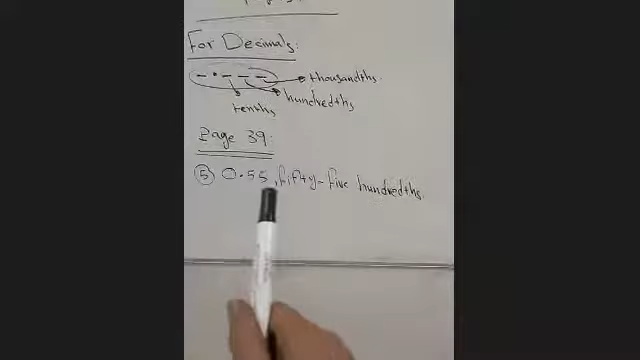 For Decimals:
_ . _ _ _ → thousandths.
hundredths
tenths
Page 39:
⑤ 0.55, fifty-five hundredths.